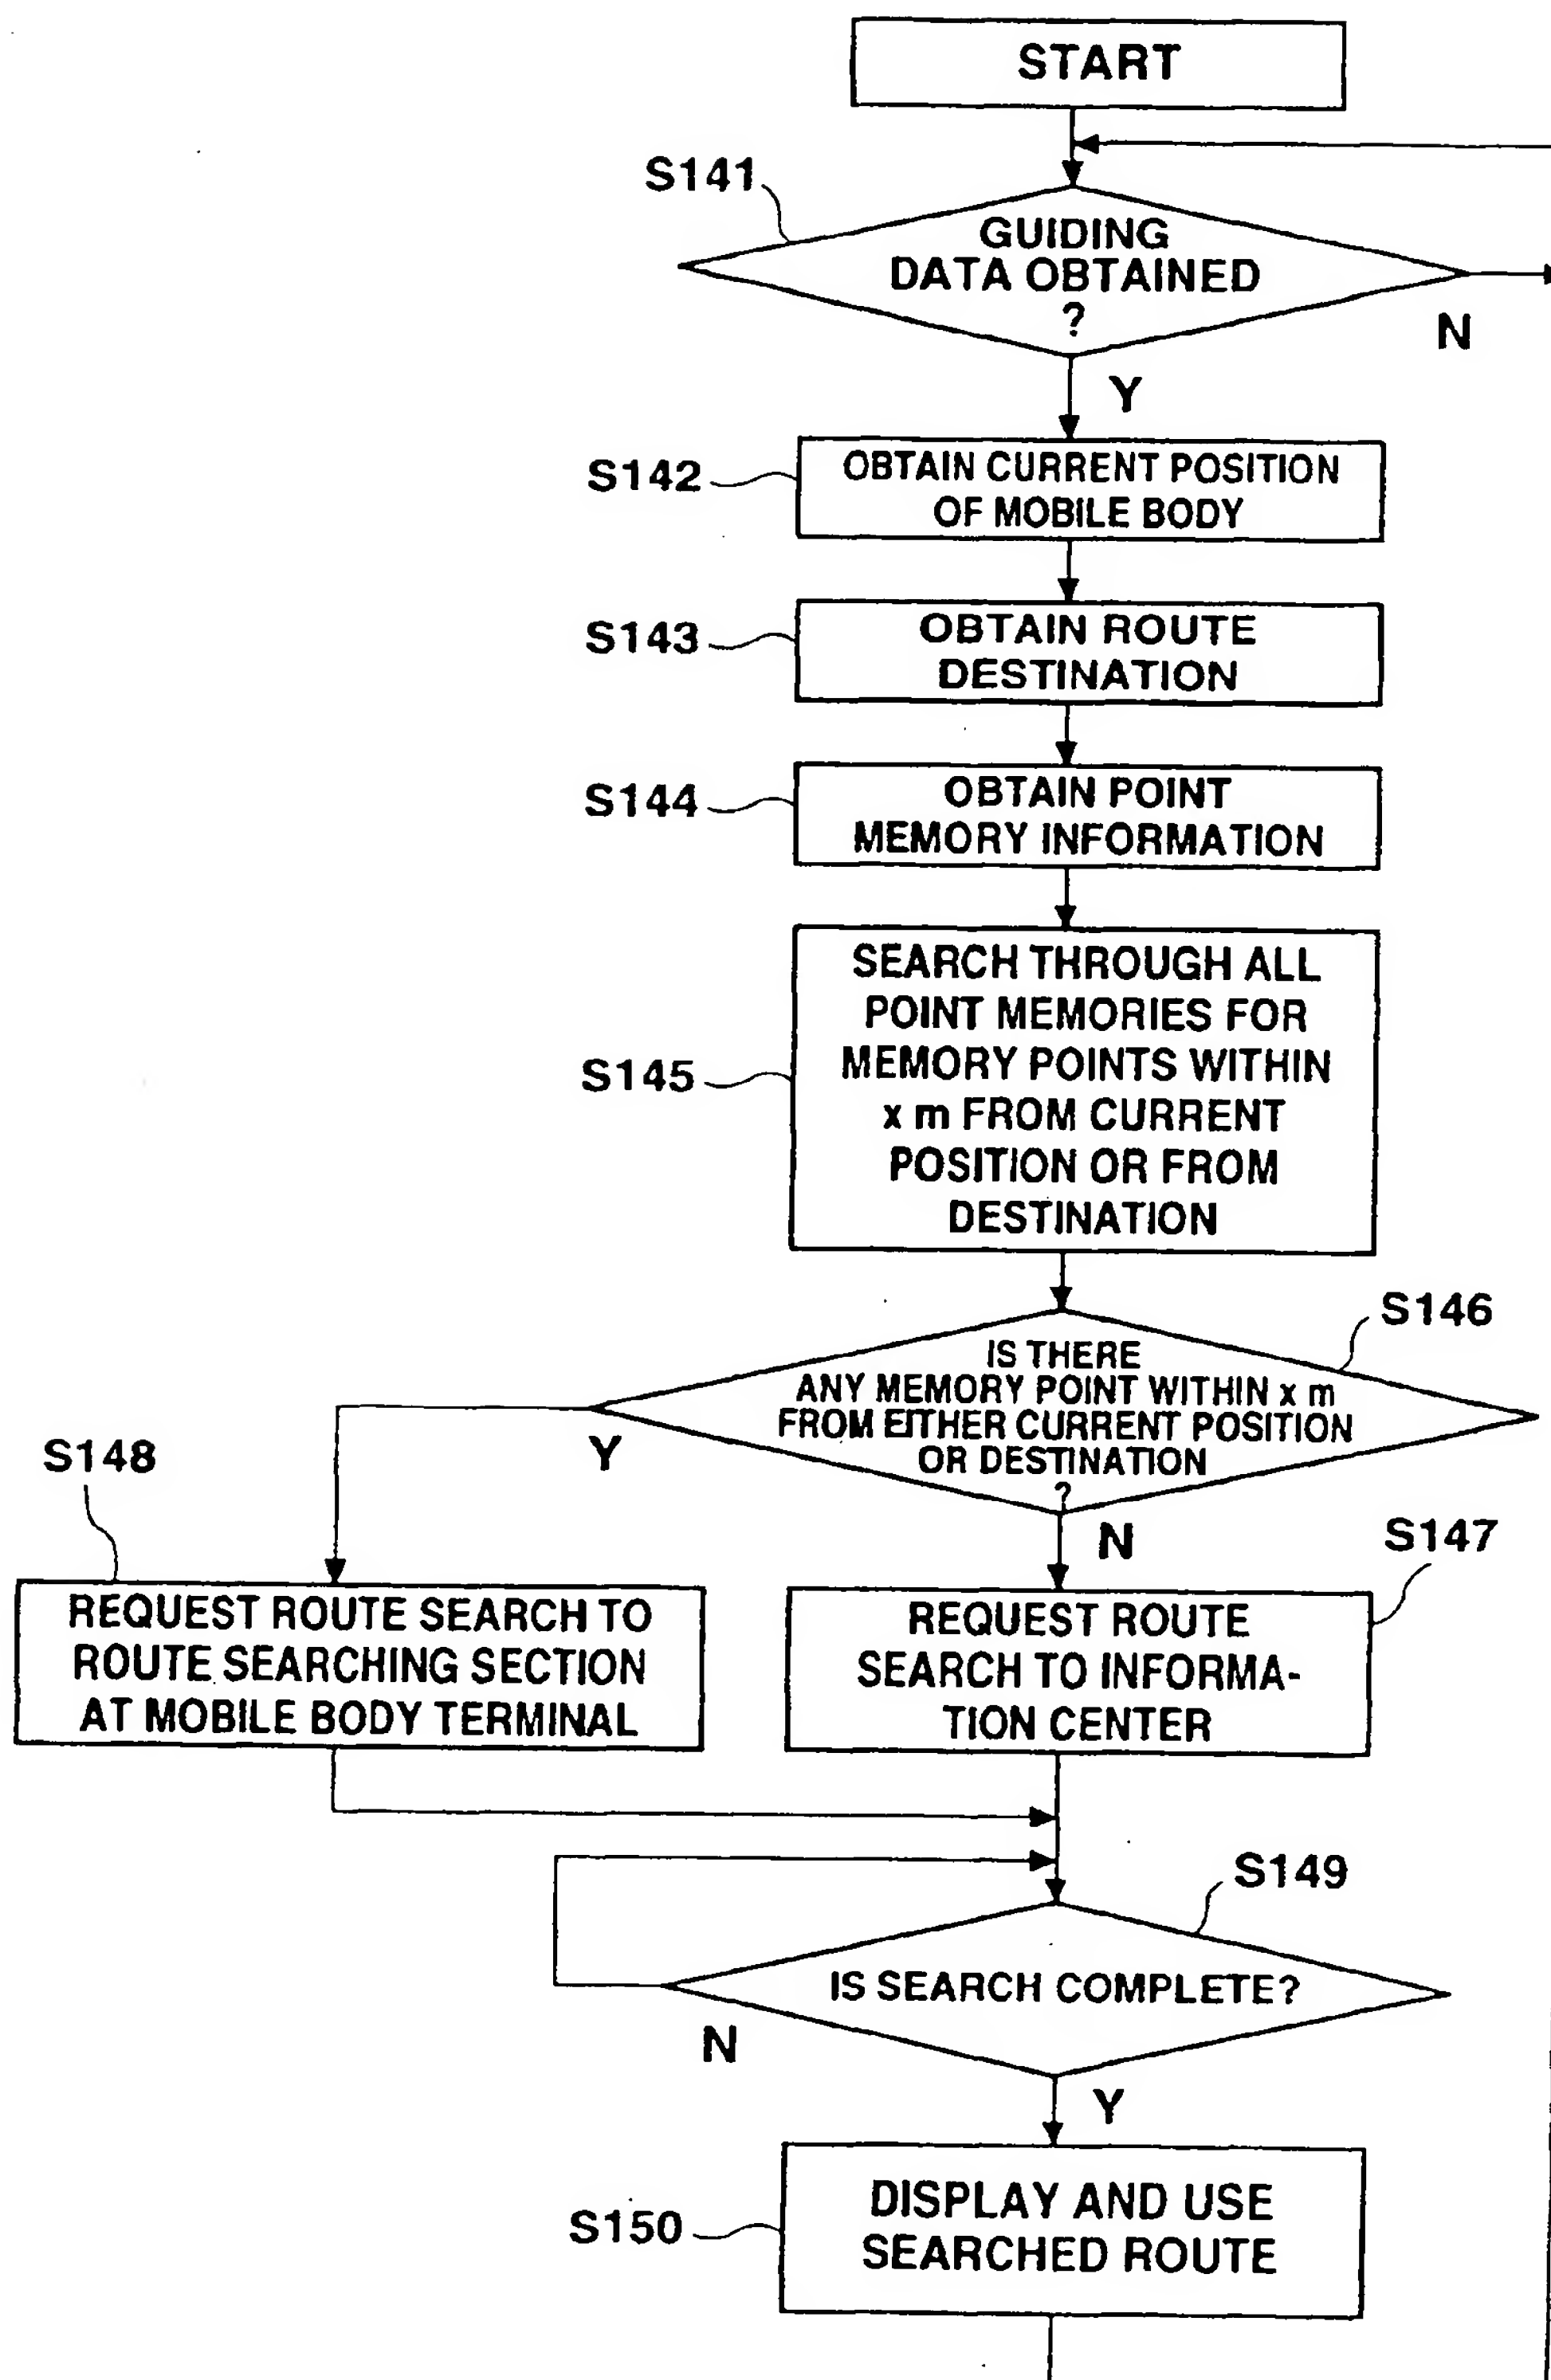 START
S141
GUIDING
DATA OBTAINED
?
N
Y
S142
OBTAIN CURRENT POSITION
OF MOBILE BODY
S143
OBTAIN ROUTE
DESTINATION
S144
OBTAIN POINT
MEMORY INFORMATION
S145
SEARCH THROUGH ALL
POINT MEMORIES FOR
MEMORY POINTS WITHIN
x m FROM CURRENT
POSITION OR FROM
DESTINATION
S146
IS THERE
ANY MEMORY POINT WITHIN x m
FROM EITHER CURRENT POSITION
OR DESTINATION
?
Y
N
S148
REQUEST ROUTE SEARCH TO
ROUTE SEARCHING SECTION
AT MOBILE BODY TERMINAL
S147
REQUEST ROUTE
SEARCH TO INFORMA-
TION CENTER
S149
IS SEARCH COMPLETE?
N
Y
S150
DISPLAY AND USE
SEARCHED ROUTE